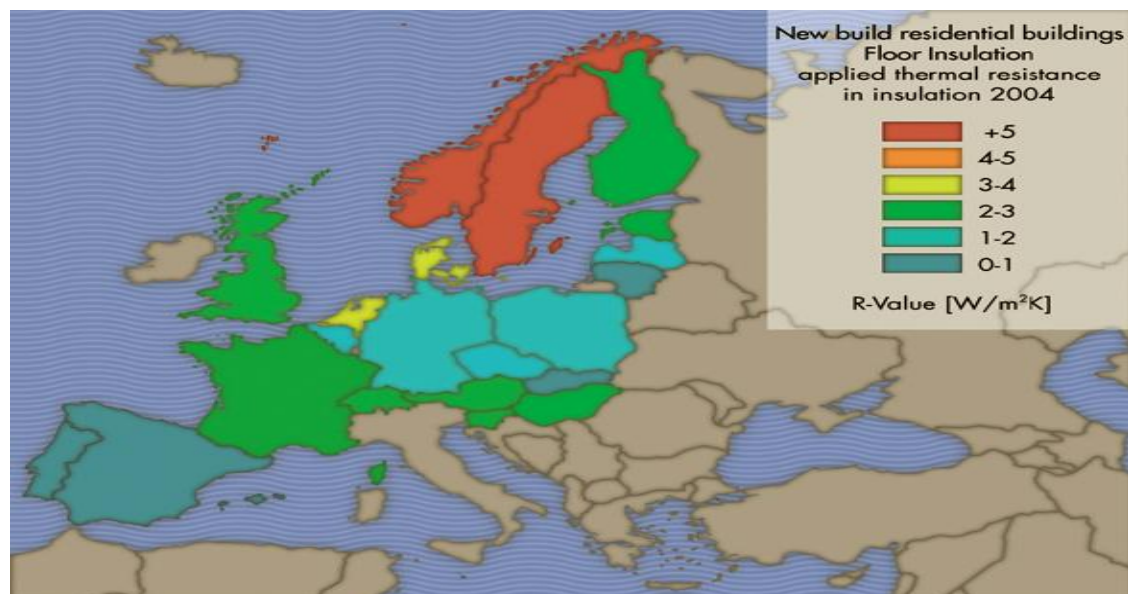 New build residential buildings
Floor Insulation
applied thermal resistance
in insulation 2004
+5
4-5
3-4
2-3
1-2
0-1
R-Value [W/m²K]